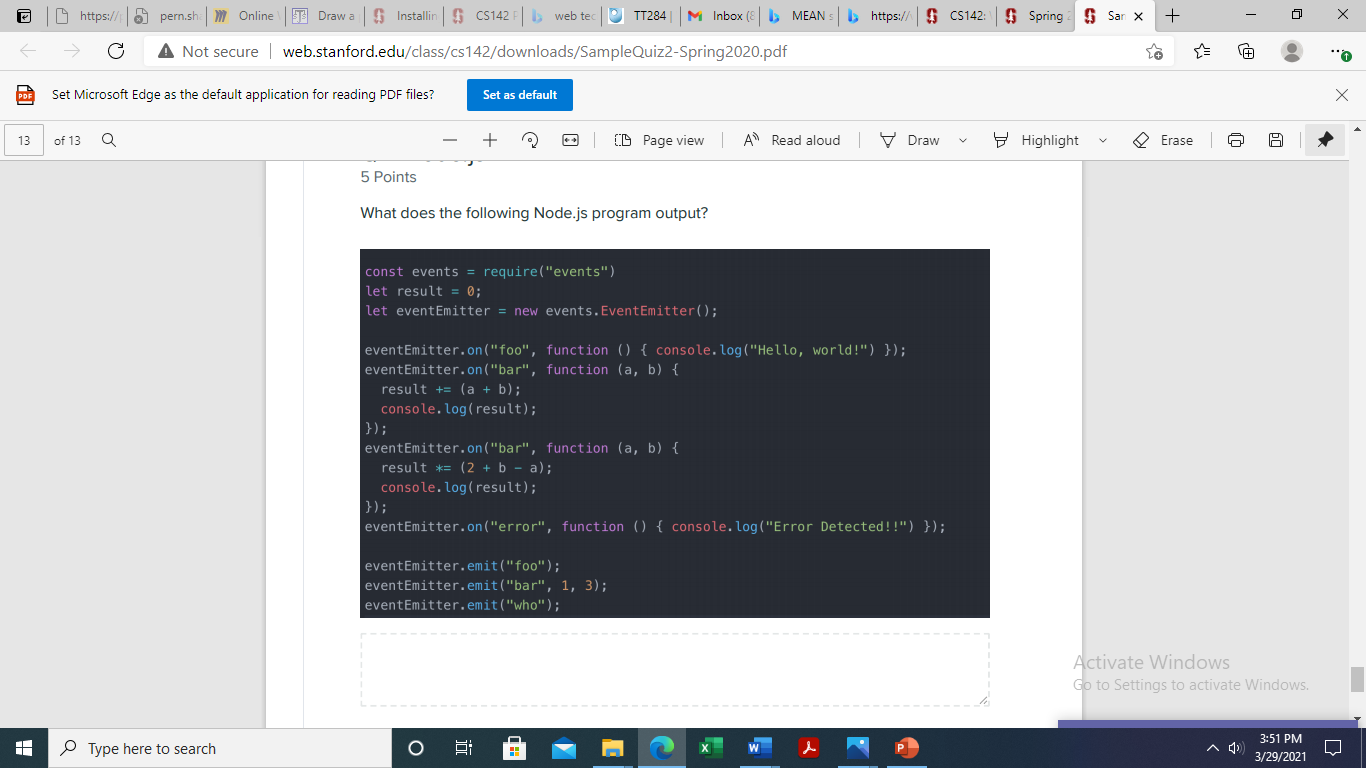 https:// pern.sh Online Draw a Installin CS142 F web tec TT284 Inbox (8 MEAN s https:// CS142: Spring 2 Sar
Not secure web.stanford.edu/class/cs142/downloads/SampleQuiz2-Spring2020.pdf
PDF Set Microsoft Edge as the default application for reading PDF files? Set as default
13 of 13 Page view Read aloud Draw Highlight Erase
5 Points
What does the following Node.js program output?
const events = require("events")
let result = 0;
let eventEmitter = new events.EventEmitter();
eventEmitter.on("foo", function () { console.log("Hello, world!") });
eventEmitter.on("bar", function (a, b) {
result += (a + b);
console.log(result);
});
eventEmitter.on("bar", function (a, b) {
result *= (2 + b - a);
console.log(result);
});
eventEmitter.on("error", function () { console.log("Error Detected!!") });
eventEmitter.emit("foo");
eventEmitter.emit("bar", 1, 3);
eventEmitter.emit("who");
Activate Windows
Go to Settings to activate Windows.
Type here to search
3:51 PM
3/29/2021